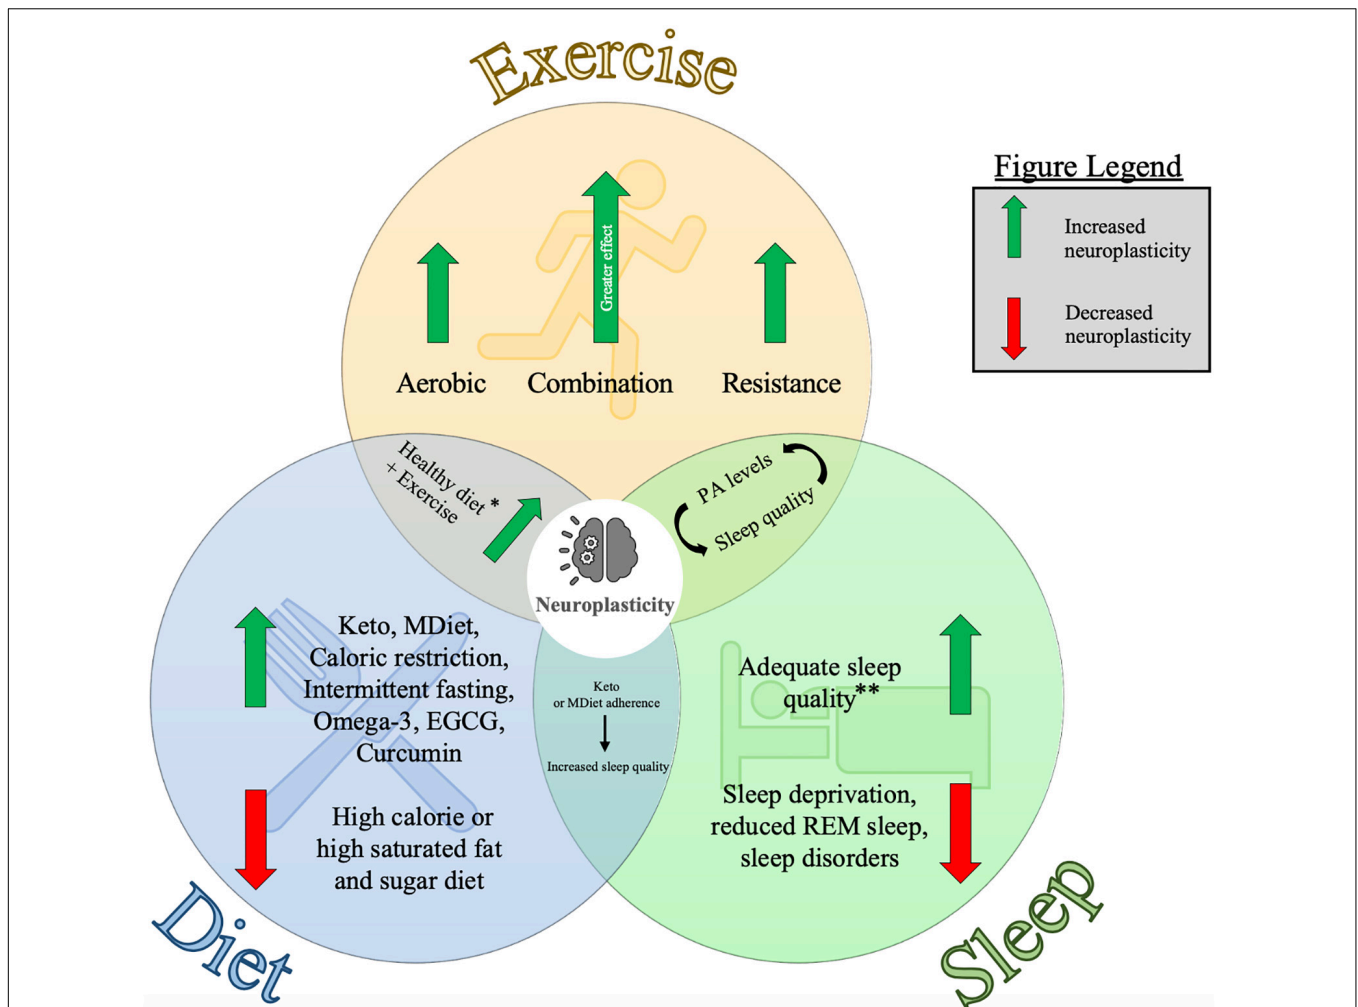 Exercise
Figure Legend
Increased
neuroplasticity
Decreased
neuroplasticity
Greater effect
Aerobic
Combination
Resistance
Healthy diet *
+ Exercise
PA levels
Sleep quality
Neuroplasticity
Keto, MDiet,
Caloric restriction,
Intermittent fasting,
Omega-3, EGCG,
Curcumin
High calorie or
high saturated fat
and sugar diet
Keto
or MDiet adherence
Increased sleep quality
Adequate sleep
quality**
Sleep deprivation,
reduced REM sleep,
sleep disorders
Diet
Sleep